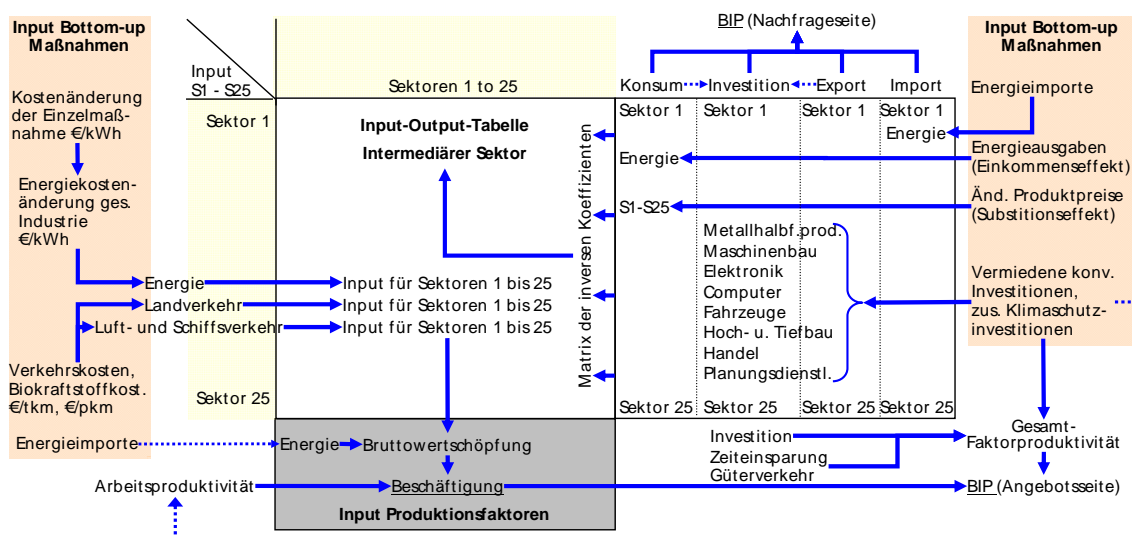 BIP (Nachfrageseite)
Input Bottom-up
Maßnahmen
Input Bottom-up
Maßnahmen
Input
S1 - S25
Sektoren 1 to 25
Konsum
Investition
Export
Import
Kostenänderung
der Einzelmaß-
nahme €/kWh
Energieimporte
Sektor 1
Input-Output-Tabelle
Intermediärer Sektor
Matrix der inversen Koeffizienten
Sektor 1
Sektor 1
Sektor 1
Sektor 1
Energie
Energie
Energieausgaben
(Einkommenseffekt)
Energiekosten-
änderung ges.
Industrie
€/kWh
S1-S25
Änd. Produktpreise
(Substitionseffekt)
Metallhalbf.prod.
Maschinenbau
Elektronik
Computer
Fahrzeuge
Hoch- u. Tiefbau
Handel
Planungsdienstl.
Vermiedene konv.
Investitionen,
zus. Klimaschutz-
investitionen
Energie
Input für Sektoren 1 bis 25
Landverkehr
Input für Sektoren 1 bis 25
Luft- und Schiffsverkehr
Input für Sektoren 1 bis 25
Verkehrskosten,
Biokraftstoffkost.
€/tkm, €/pkm
Sektor 25
Sektor 25
Sektor 25
Sektor 25
Sektor 25
Energieimporte
Energie
Bruttowertschöpfung
Investition
Zeiteinsparung
Güterverkehr
Gesamt-
Faktorproduktivität
Arbeitsproduktivität
Beschäftigung
BIP (Angebotsseite)
Input Produktionsfaktoren